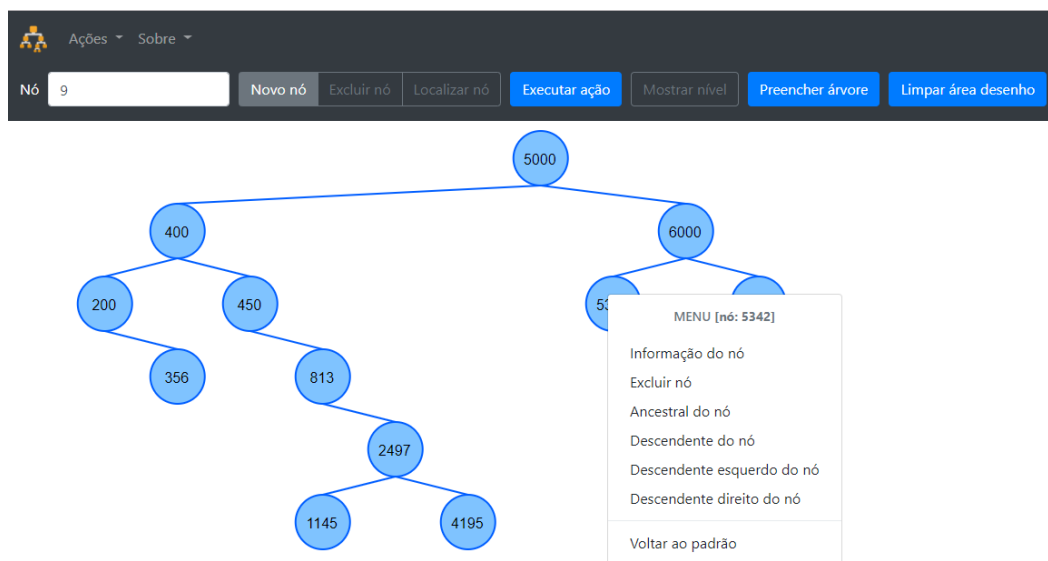 Ações Sobre
Nó 9 Novo nó Excluir nó Localizar nó Executar ação Mostrar nível Preencher árvore Limpar área desenho
5000
400 6000
200 450 53
MENU [nó: 5342]
Informação do nó
356 813
Excluir nó
Ancestral do nó
2497
Descendente do nó
Descendente esquerdo do nó
Descendente direito do nó
1145 4195
Voltar ao padrão